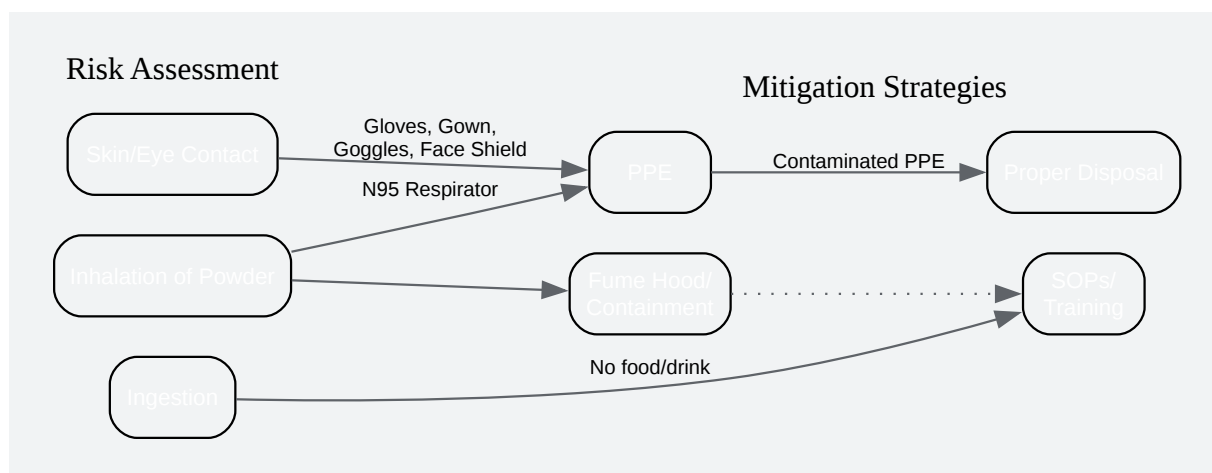 Risk Assessment
Mitigation Strategies
Skin/Eye Contact
Gloves, Gown,
Goggles, Face Shield
PPE
Contaminated PPE
Proper Disposal
N95 Respirator
Inhalation of Powder
Fume Hood/
Containment
SOPs/
Training
Ingestion
No food/drink